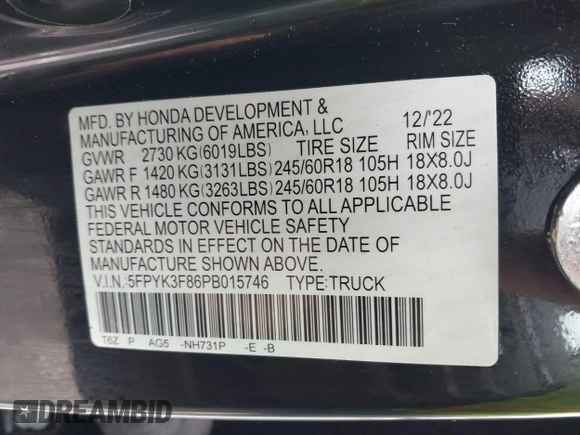 MFD. BY HONDA DEVELOPMENT &
MANUFACTURING OF AMERICA, LLC 12/'22
GVWR 2730 KG(6019LBS) TIRE SIZE RIM SIZE
GAWR F 1420 KG(3131LBS) 245/60R18 105H 18X8.0J
GAWR R 1480 KG(3263LBS) 245/60R18 105H 18X8.0J
THIS VEHICLE CONFORMS TO ALL APPLICABLE
FEDERAL MOTOR VEHICLE SAFETY
STANDARDS IN EFFECT ON THE DATE OF
MANUFACTURE SHOWN ABOVE.
V.I.N.:5FPYK3F86PB015746 TYPE:TRUCK
T6Z P AG5 -NH731P -E -B
DREAMBID